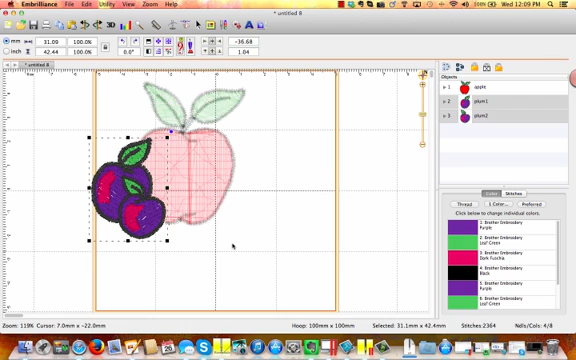 Embrilliance File Edit Utility View Zoom Help Wed 12:09 PM
* untitled 8
mm 31.09 100.0% -36.68
inch 42.44 100.0% 0.0° 1.04
* untitled 8
Objects
1 apple
2 plum1
3 plum2
Color Stitches
Thread 1 Color... Preferred
Click below to change individual colors.
1: Brother Embroidery
Purple
2: Brother Embroidery
Leaf Green
3: Brother Embroidery
Dark Fuschia
4: Brother Embroidery
Black
5: Brother Embroidery
Purple
6: Brother Embroidery
Leaf Green
Zoom: 119% Cursor: 7.0mm x -22.0mm Hoop: 100mm x 100mm Selected: 31.1mm x 42.4mm Stitches: 2364 Ndls/Cols: 4/8